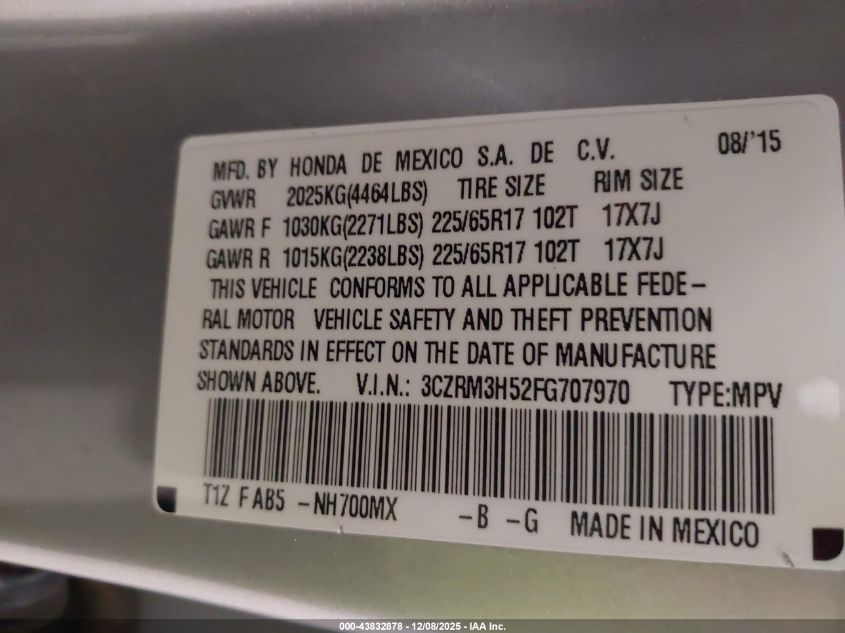 MFD. BY HONDA DE MEXICO S.A. DE C.V. 08/'15
GVWR 2025KG(4464LBS) TIRE SIZE RIM SIZE
GAWR F 1030KG(2271LBS) 225/65R17 102T 17X7J
GAWR R 1015KG(2238LBS) 225/65R17 102T 17X7J
THIS VEHICLE CONFORMS TO ALL APPLICABLE FEDE-
RAL MOTOR VEHICLE SAFETY AND THEFT PREVENTION
STANDARDS IN EFFECT ON THE DATE OF MANUFACTURE
SHOWN ABOVE. V.I.N.: 3CZRM3H52FG707970 TYPE:MPV
T1Z F AB5 -NH700MX -B -G MADE IN MEXICO
000-43832878 - 12/08/2025 - IAA Inc.